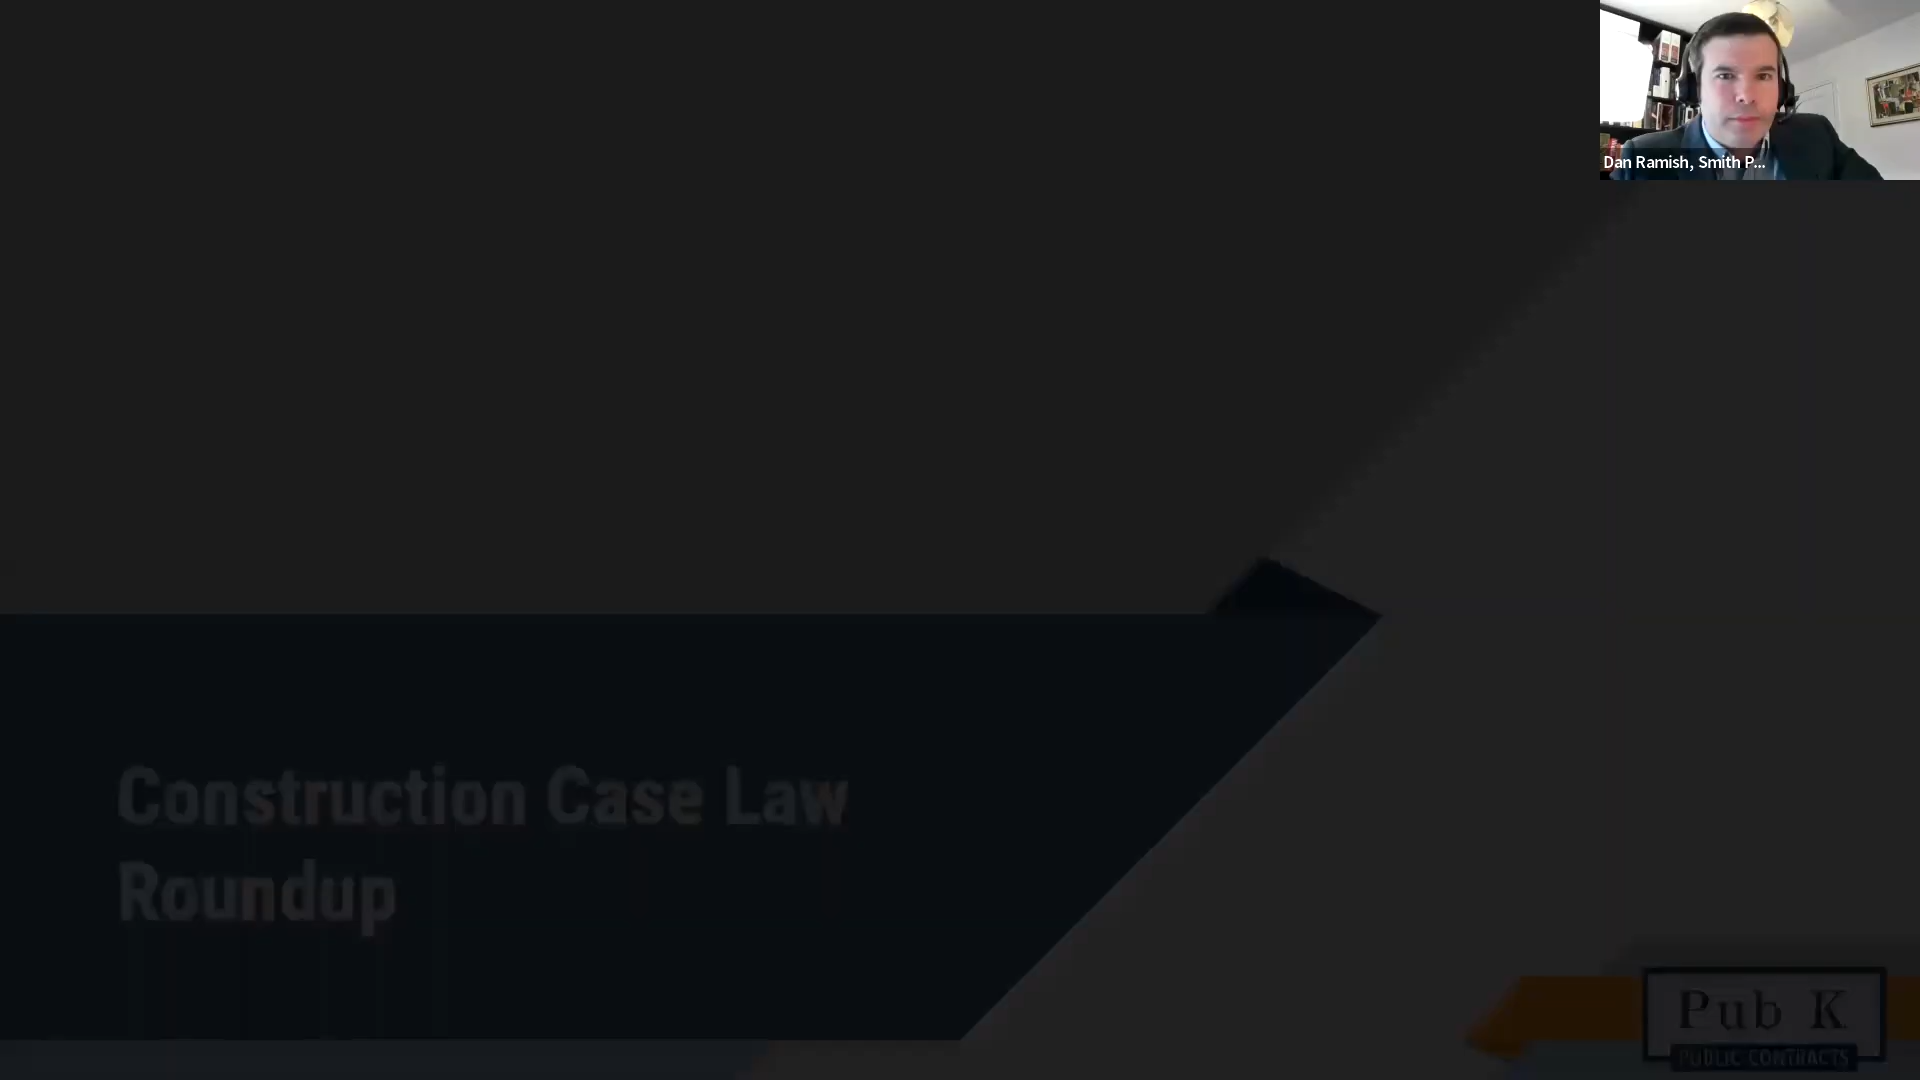 Dan Ramish, Smith P...
Construction Case Law
Roundup
Pub K
PUBLIC CONTRACTS